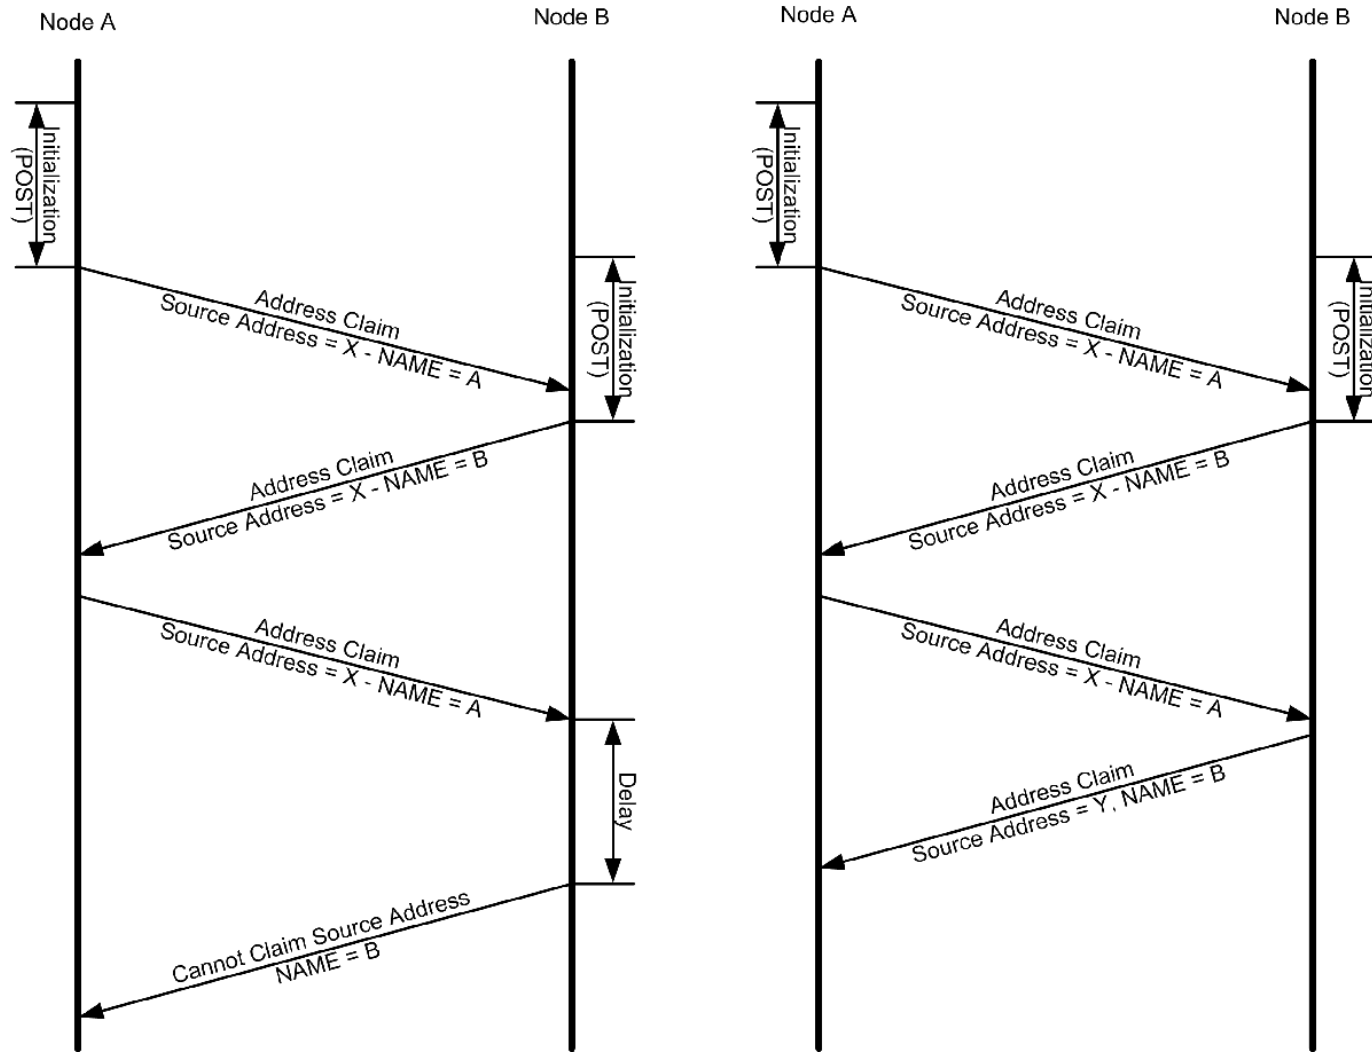 Node A
Node B
Initialization
(POST)
Initialization
(POST)
Address Claim
Source Address = X - NAME = A
Address Claim
Source Address = X - NAME = B
Address Claim
Source Address = X - NAME = A
Delay
Cannot Claim Source Address
NAME = B
Node A
Node B
Initialization
(POST)
Initialization
(POST)
Address Claim
Source Address = X - NAME = A
Address Claim
Source Address = X - NAME = B
Address Claim
Source Address = X - NAME = A
Address Claim
Source Address = Y, NAME = B